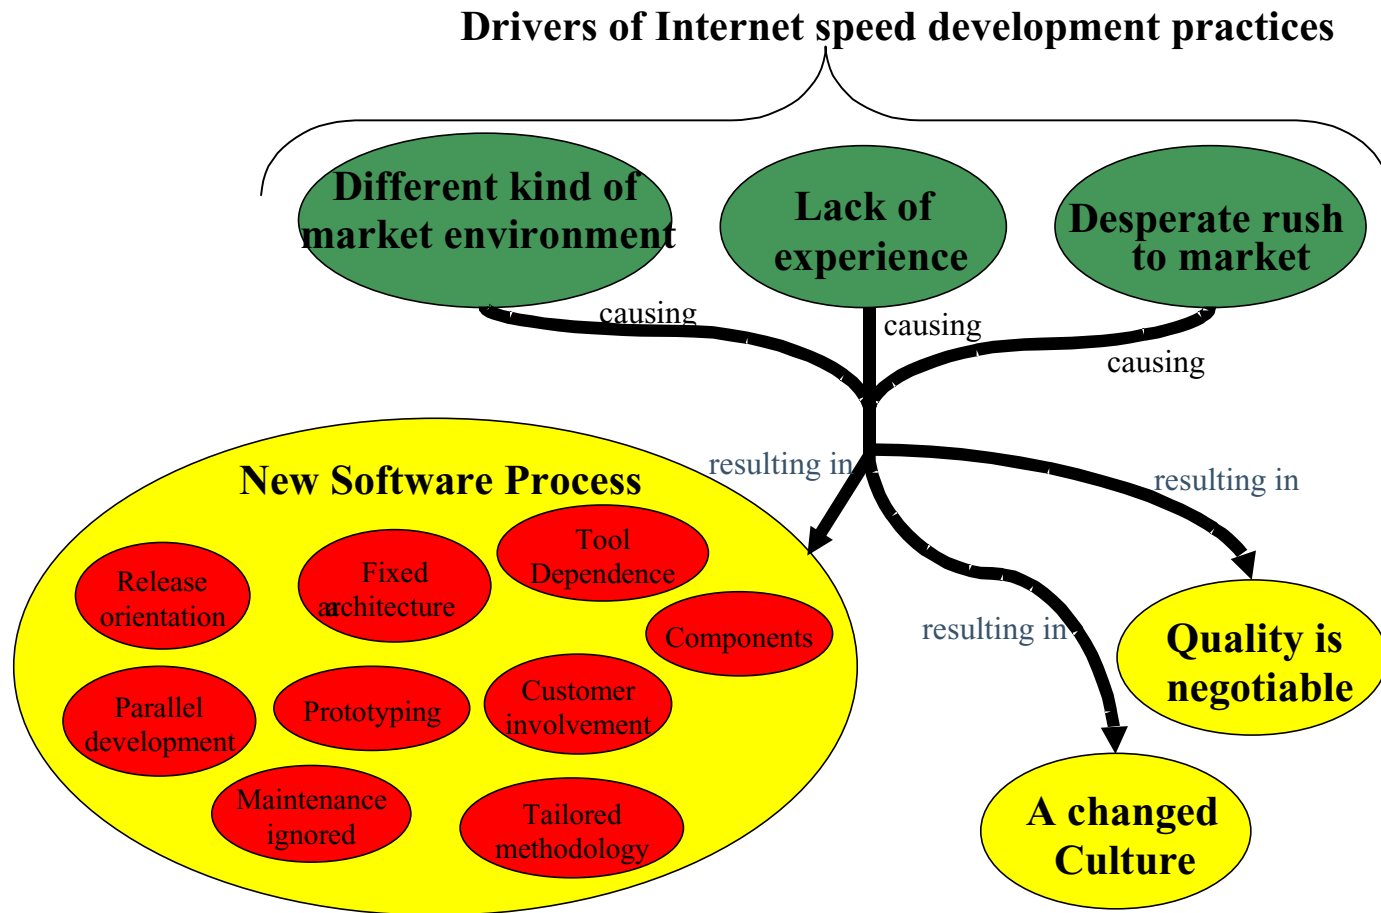 Drivers of Internet speed development practices
Different kind of
market environment
Lack of
experience
Desperate rush
to market
causing
causing
causing
resulting in
resulting in
resulting in
New Software Process
Release
orientation
Fixed
architecture
Tool
Dependence
Components
Parallel
development
Prototyping
Customer
involvement
Maintenance
ignored
Tailored
methodology
Quality is
negotiable
A changed
Culture